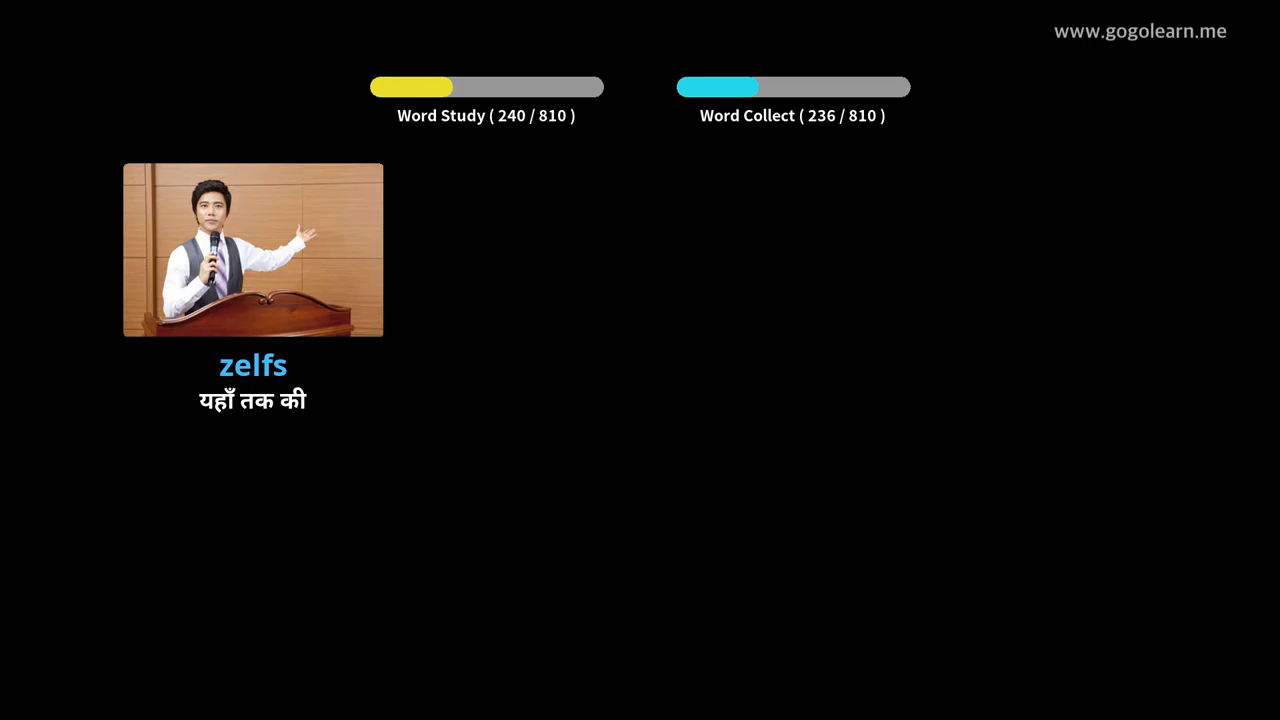 www.gogolearn.me
Word Study ( 240 / 810 )
Word Collect ( 236 / 810 )
zelfs
यहाँ तक की